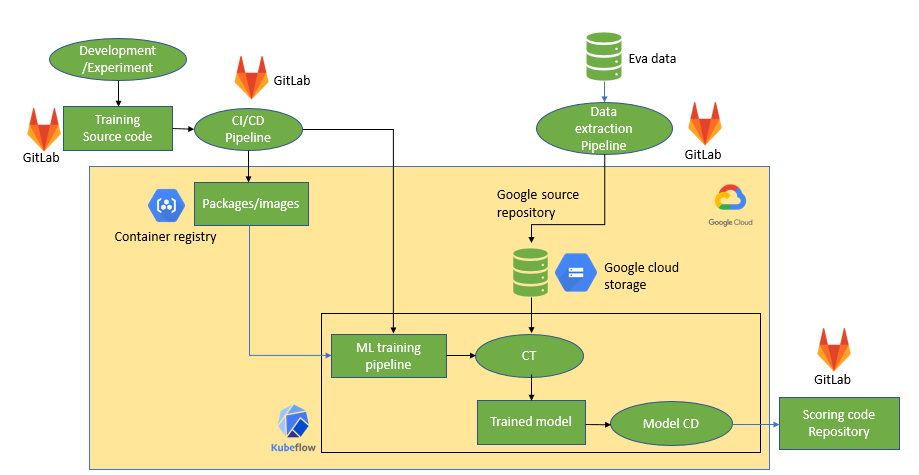 Development
/Experiment
GitLab
Eva data
Training
Source code
GitLab
CI/CD
Pipeline
Data
extraction
Pipeline
GitLab
Packages/images
Container registry
Google source
repository
Google Cloud
Google cloud
storage
ML training
pipeline
CT
GitLab
Trained model
Model CD
Scoring code
Repository
Kubeflow